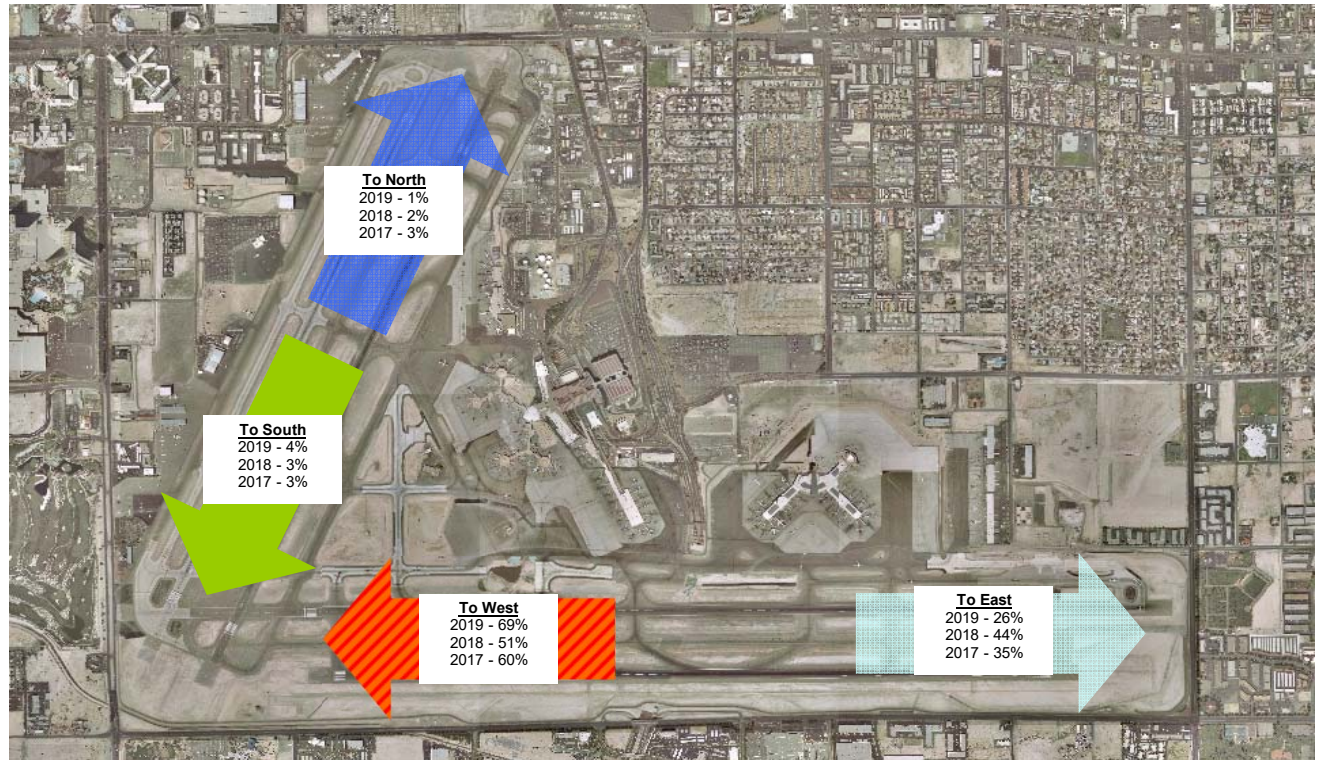 To North
2019 - 1%
2018 - 2%
2017 - 3%
To South
2019 - 4%
2018 - 3%
2017 - 3%
To West
2019 - 69%
2018 - 51%
2017 - 60%
To East
2019 - 26%
2018 - 44%
2017 - 35%